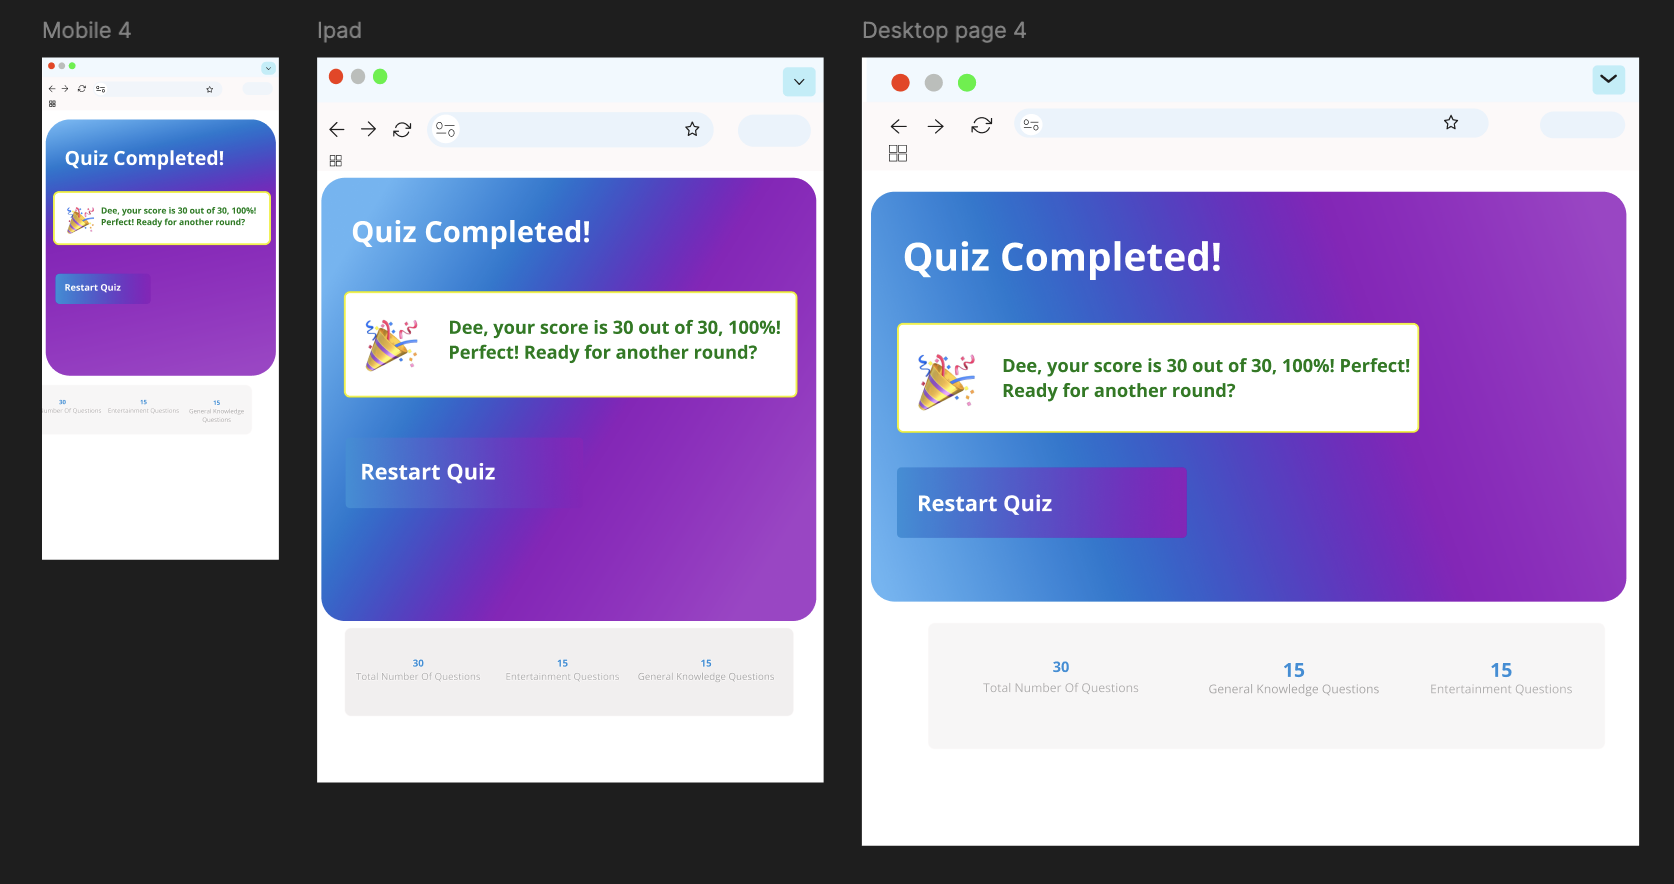 Mobile 4
Quiz Completed!
Dee, your score is 30 out of 30, 100%!
Perfect! Ready for another round?
Restart Quiz
30
15
15
umber Of Questions
Entertainment Questions
General Knowledge
Questions
Ipad
Quiz Completed!
Dee, your score is 30 out of 30, 100%!
Perfect! Ready for another round?
Restart Quiz
30
15
15
Total Number Of Questions
Entertainment Questions
General Knowledge Questions
Desktop page 4
Quiz Completed!
Dee, your score is 30 out of 30, 100%! Perfect!
Ready for another round?
Restart Quiz
30
15
15
Total Number Of Questions
General Knowledge Questions
Entertainment Questions